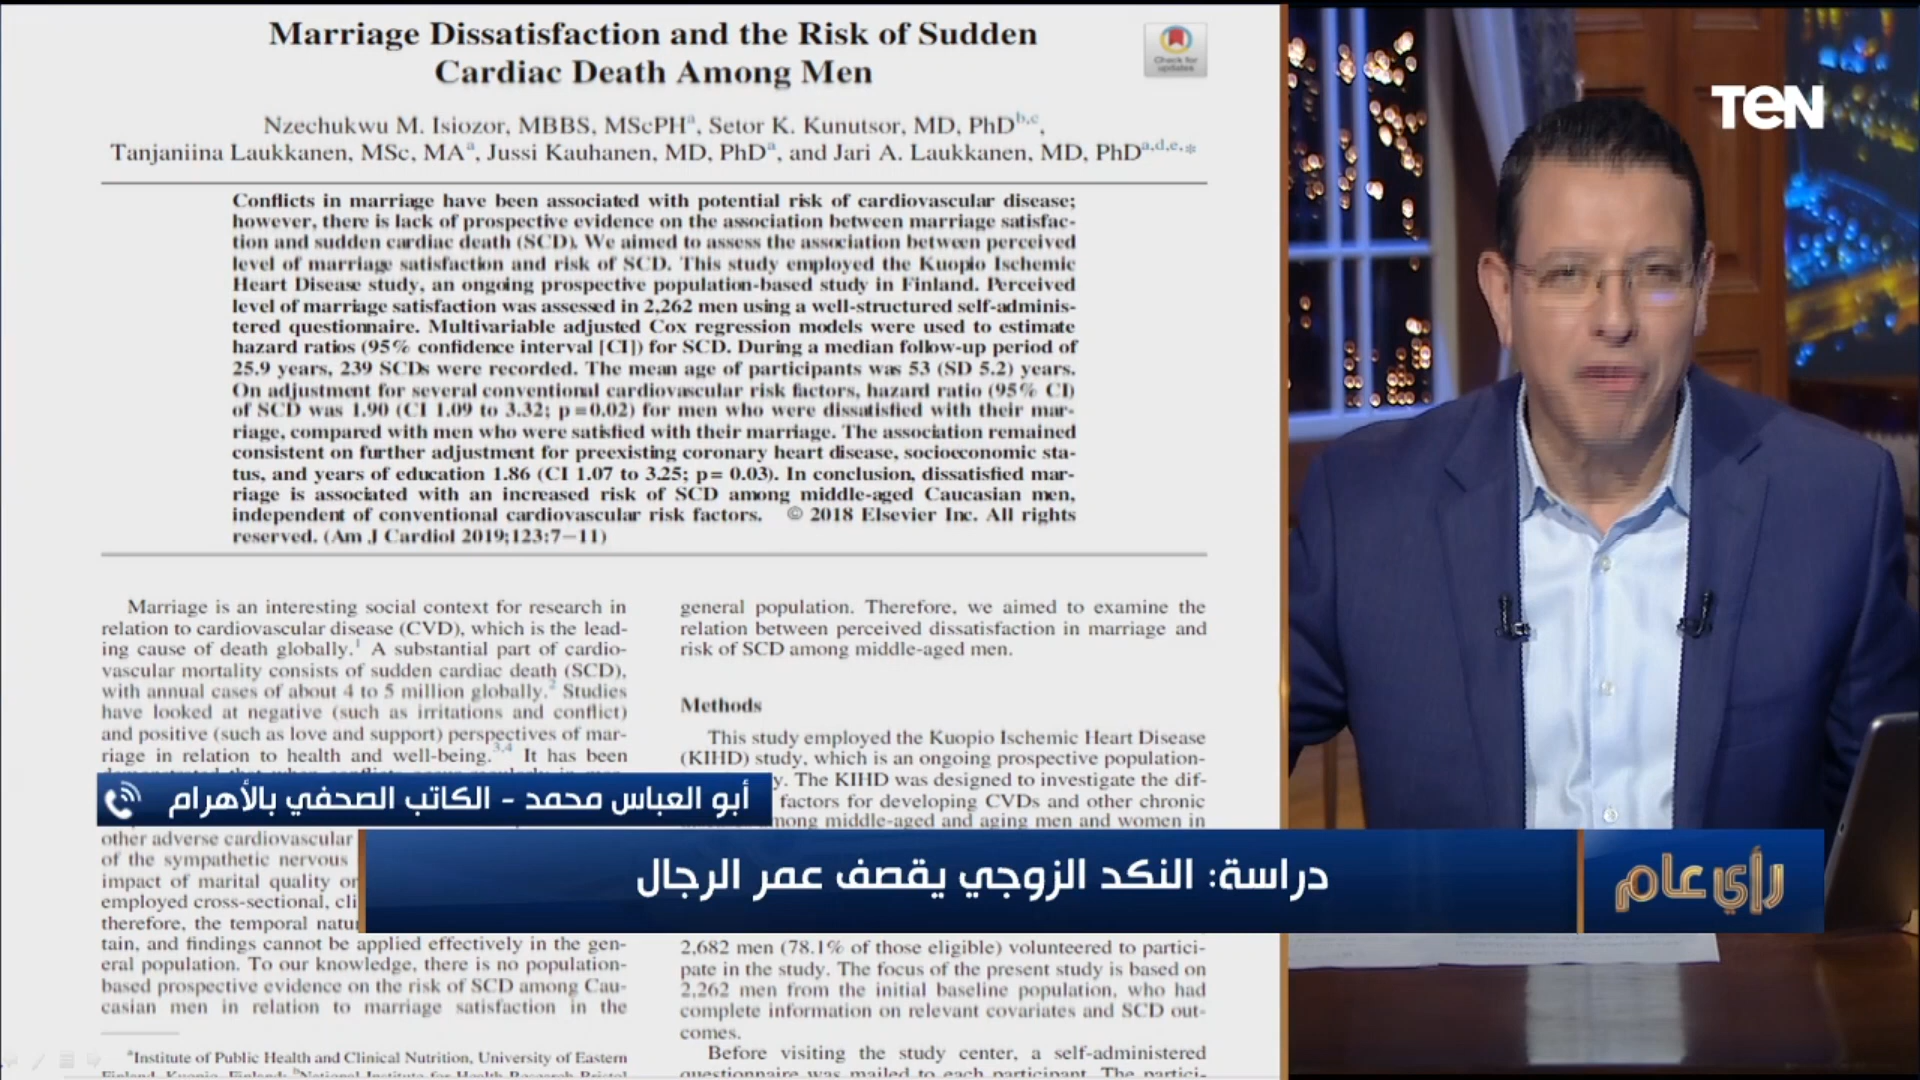 Marriage Dissatisfaction and the Risk of Sudden
Cardiac Death Among Men
Check for
updates
Nzechukwu M. Isiozor, MBBS, MScPHa, Setor K. Kunutsor, MD, PhDb,c,
Tanjaniina Laukkanen, MSc, MAa, Jussi Kauhanen, MD, PhDa, and Jari A. Laukkanen, MD, PhDa,d,e,*
Conflicts in marriage have been associated with potential risk of cardiovascular disease;
however, there is lack of prospective evidence on the association between marriage satisfac-
tion and sudden cardiac death (SCD). We aimed to assess the association between perceived
level of marriage satisfaction and risk of SCD. This study employed the Kuopio Ischemic
Heart Disease study, an ongoing prospective population-based study in Finland. Perceived
level of marriage satisfaction was assessed in 2,262 men using a well-structured self-adminis-
tered questionnaire. Multivariable adjusted Cox regression models were used to estimate
hazard ratios (95% confidence interval [CI]) for SCD. During a median follow-up period of
25.9 years, 239 SCDs were recorded. The mean age of participants was 53 (SD 5.2) years.
On adjustment for several conventional cardiovascular risk factors, hazard ratio (95% CI)
of SCD was 1.90 (CI 1.09 to 3.32; p=0.02) for men who were dissatisfied with their mar-
riage, compared with men who were satisfied with their marriage. The association remained
consistent on further adjustment for preexisting coronary heart disease, socioeconomic sta-
tus, and years of education 1.86 (CI 1.07 to 3.25; p= 0.03). In conclusion, dissatisfied mar-
riage is associated with an increased risk of SCD among middle-aged Caucasian men,
independent of conventional cardiovascular risk factors. © 2018 Elsevier Inc. All rights
reserved. (Am J Cardiol 2019;123:7−11)
Marriage is an interesting social context for research in
relation to cardiovascular disease (CVD), which is the lead-
ing cause of death globally.1 A substantial part of cardio-
vascular mortality consists of sudden cardiac death (SCD),
with annual cases of about 4 to 5 million globally.2 Studies
have looked at negative (such as irritations and conflict)
and positive (such as love and support) perspectives of mar-
riage in relation to health and well-being.3,4 It has been
other adverse cardiovascular
of the sympathetic nervous
impact of marital quality or
employed cross-sectional, cli
therefore, the temporal natu
tain, and findings cannot be applied effectively in the gen-
eral population. To our knowledge, there is no population-
based prospective evidence on the risk of SCD among Cau-
casian men in relation to marriage satisfaction in the
aInstitute of Public Health and Clinical Nutrition, University of Eastern
general population. Therefore, we aimed to examine the
relation between perceived dissatisfaction in marriage and
risk of SCD among middle-aged men.
Methods
This study employed the Kuopio Ischemic Heart Disease
(KIHD) study, which is an ongoing prospective population-
y. The KIHD was designed to investigate the dif-
factors for developing CVDs and other chronic
mong middle-aged and aging men and women in
2,682 men (78.1% of those eligible) volunteered to partici-
pate in the study. The focus of the present study is based on
2,262 men from the initial baseline population, who had
complete information on relevant covariates and SCD out-
comes.
Before visiting the study center, a self-administered
questionnaire was mailed to each participant. The partici-
TeN
أبو العباس محمد - الكاتب الصحفي بالأهرام
دراسة: النكد الزوجي يقصف عمر الرجال
رأي عام